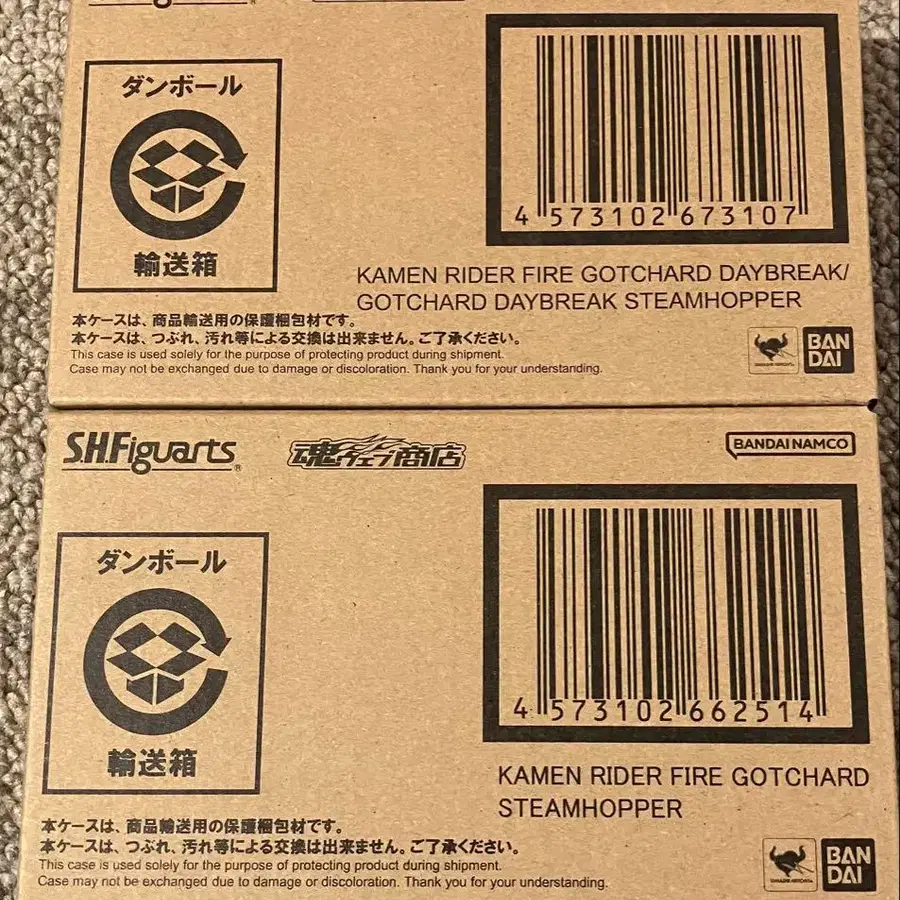 ダンボール
輸送箱
4 573102 673107
KAMEN RIDER FIRE GOTCHARD DAYBREAK/
GOTCHARD DAYBREAK STEAMHOPPER
本ケースは、商品輸送用の保護梱包材です。
本ケースは、つぶれ、汚れ等による交換は出来ません。ご了承ください。
This case is used solely for the purpose of protecting product during shipment.
Case may not be exchanged due to damage or discoloration. Thank you for your understanding.
BAN
DAI
S.H.Figuarts
魂ウェブ商店
BANDAI NAMCO
ダンボール
輸送箱
4 573102 662514
KAMEN RIDER FIRE GOTCHARD
STEAMHOPPER
本ケースは、商品輸送用の保護梱包材です。
本ケースは、つぶれ、汚れ等による交換は出来ません。ご了承ください。
This case is used solely for the purpose of protecting product during shipment.
Case may not be exchanged due to damage or discoloration. Thank you for your understanding.
BAN
DAI